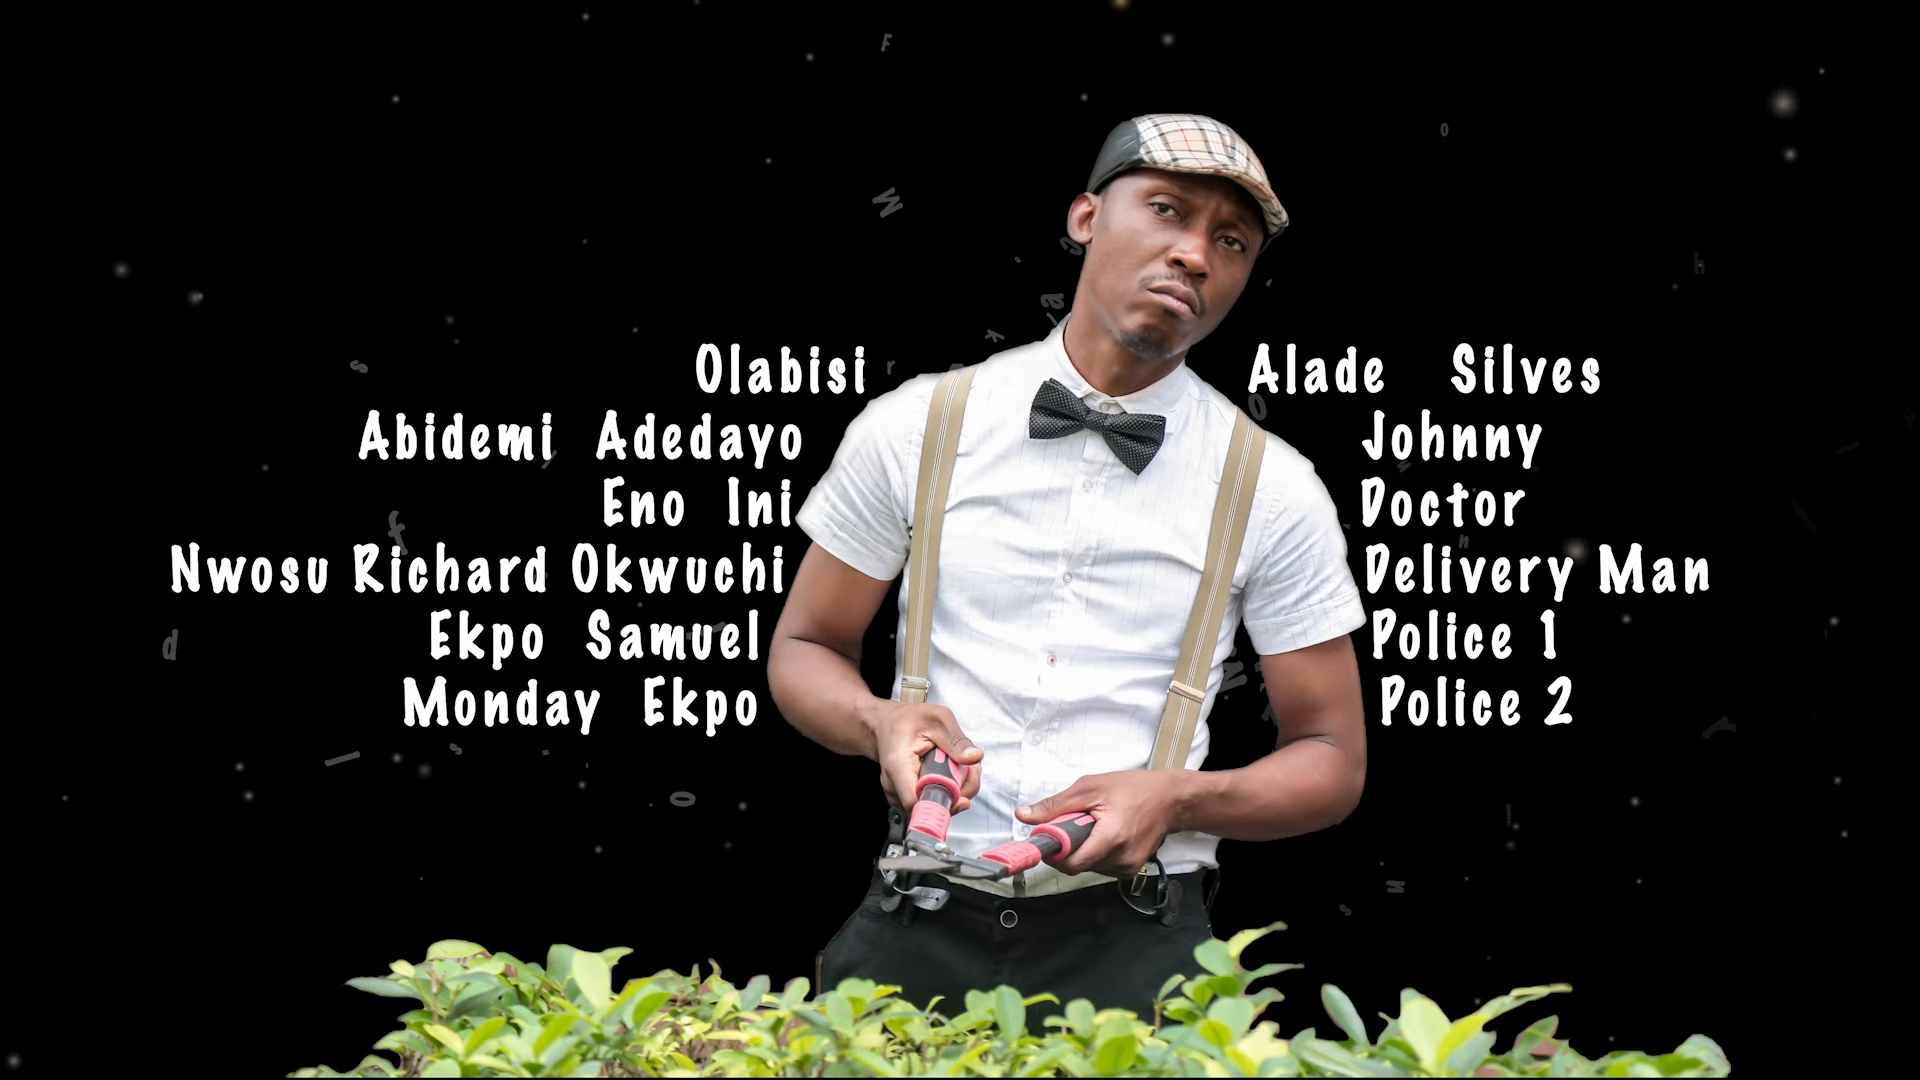 Olabisi Alade Silves
Abidemi Adedayo Johnny
Eno Ini Doctor
Nwosu Richard Okwuchi Delivery Man
Ekpo Samuel Police 1
Monday Ekpo Police 2